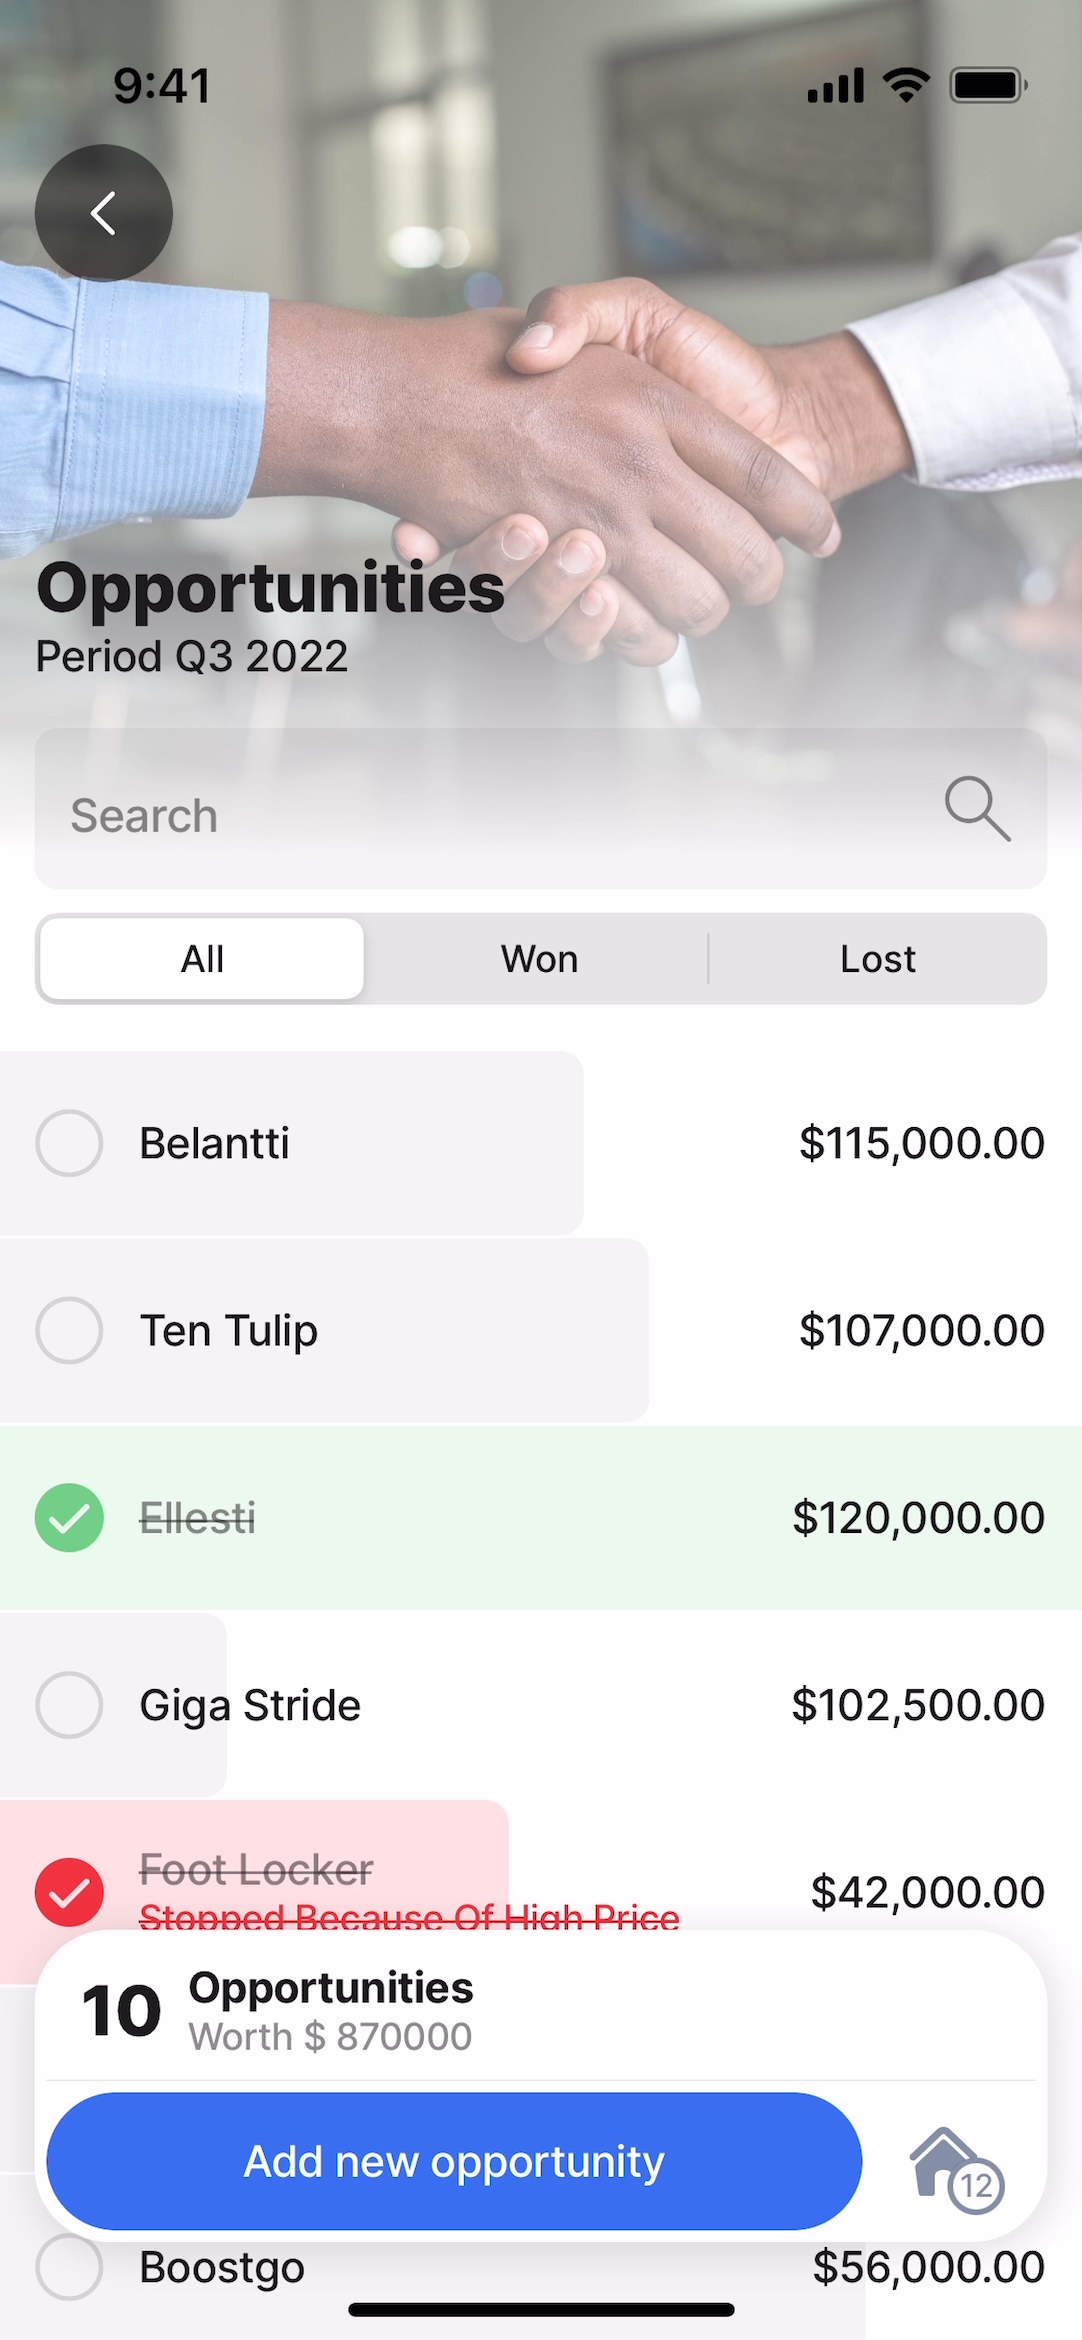 9:41
Opportunities
Period Q3 2022
Search
All Won Lost
Belantti $115,000.00
Ten Tulip $107,000.00
Ellesti $120,000.00
Giga Stride $102,500.00
Foot Locker $42,000.00
Stopped Because Of High Price
10 Opportunities
Worth $ 870000
Add new opportunity
12
Boostgo $56,000.00